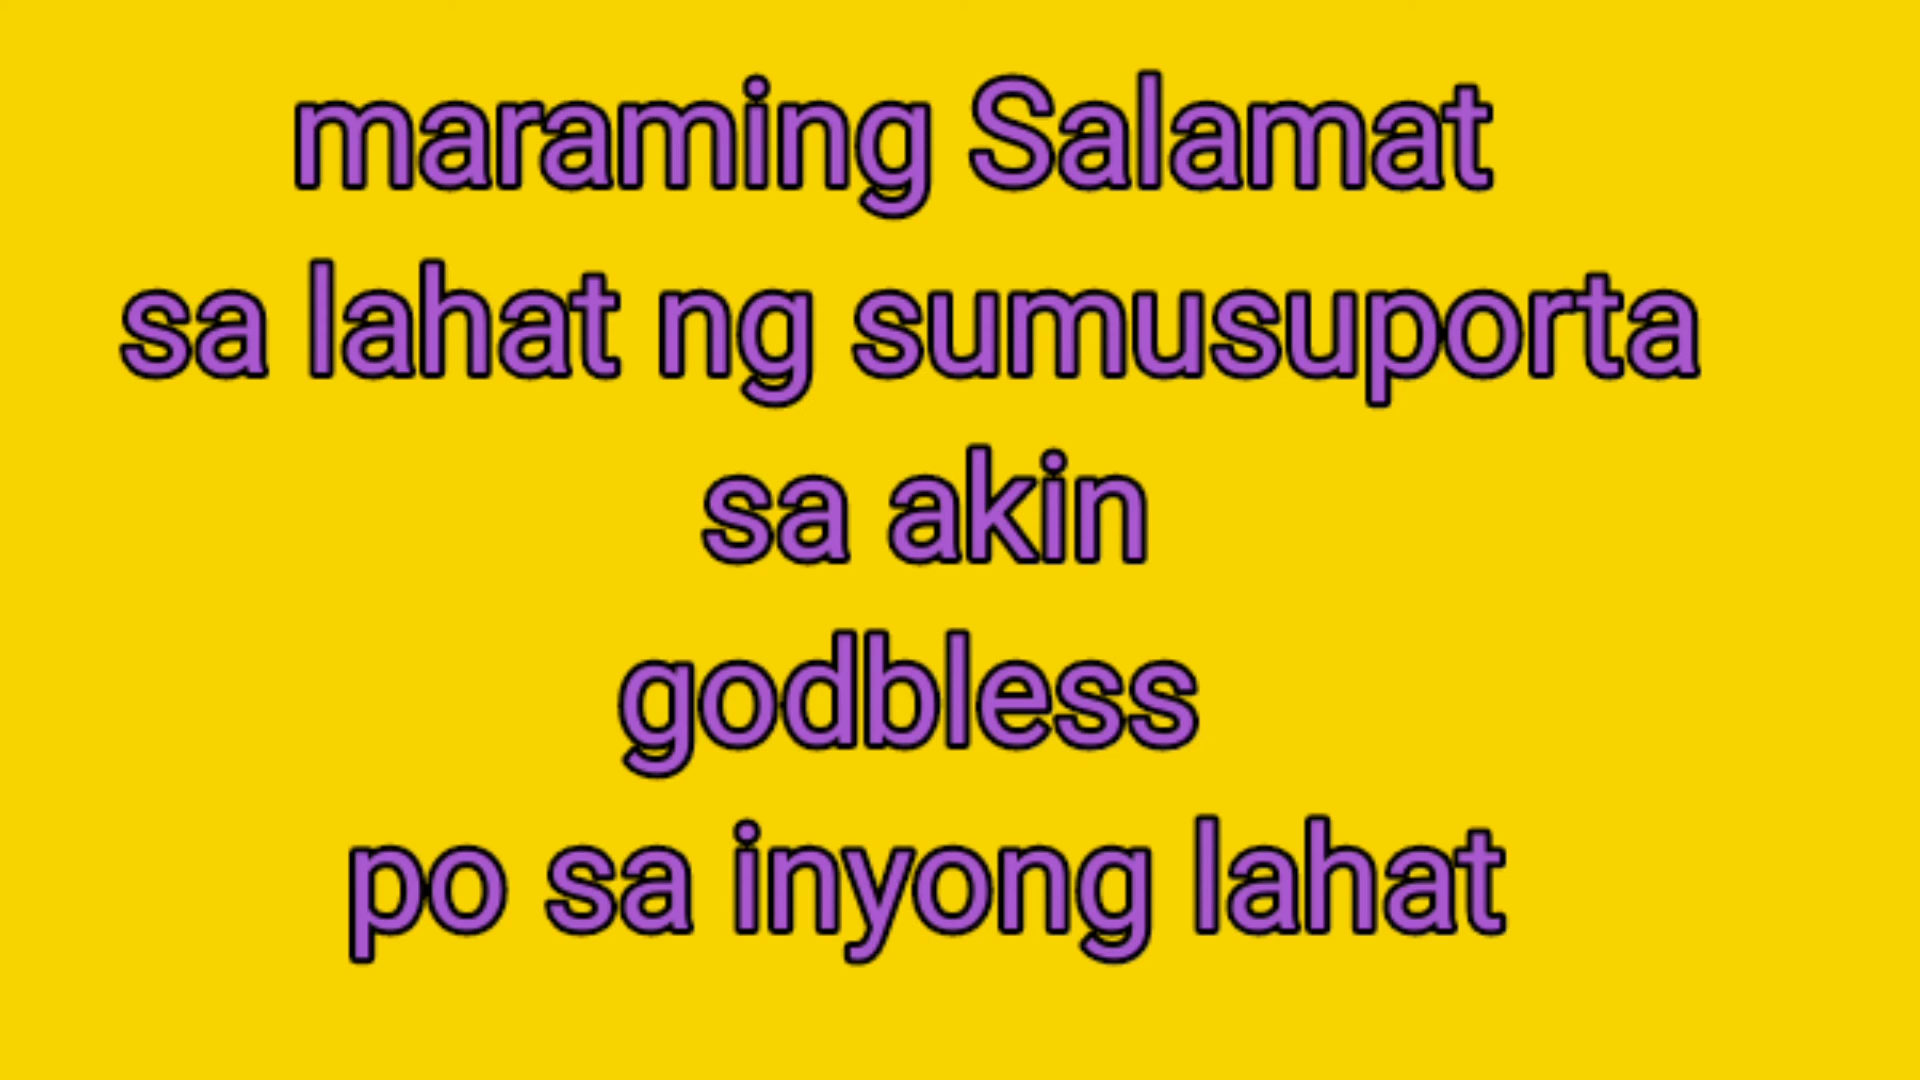 maraming Salamat
sa lahat ng sumusuporta
sa akin
godbless
po sa inyong lahat